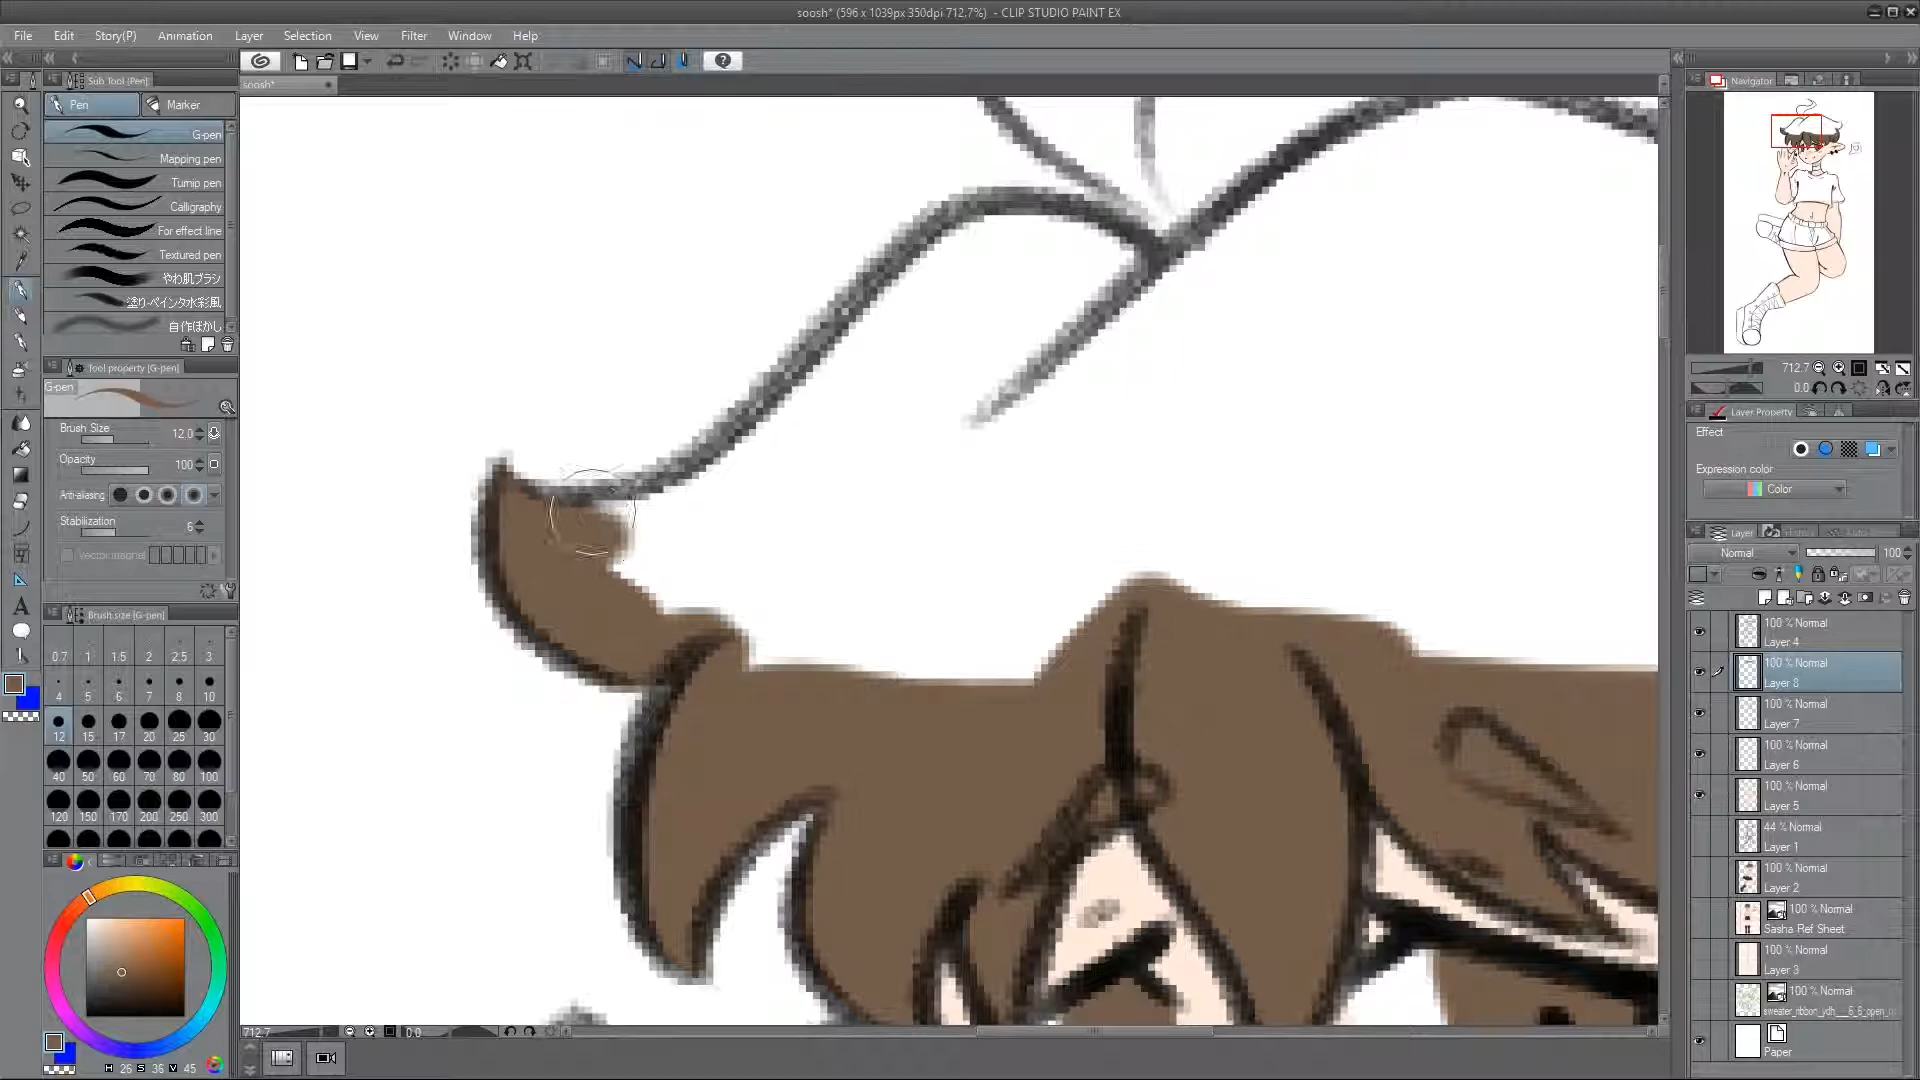 soosh* (596 x 1039px 350dpi 712.7%) - CLIP STUDIO PAINT EX
File Edit Story(P) Animation Layer Selection View Filter Window Help
Sub Tool [Pen]
soosh*
Pen Marker
G-pen
Mapping pen
Turnip pen
Calligraphy
For effect line
Textured pen
やわ肌ブラシ
塗り-ペインタ水彩風
自作ぼかし
Tool property [G-pen]
G-pen
Brush Size 12.0
Opacity 100
Anti-aliasing
Stabilization 6
Vector magnet
Brush size [G-pen]
0.7 1 1.5 2 2.5 3
4 5 6 7 8 10
12 15 17 20 25 30
40 50 60 70 80 100
120 150 170 200 250 300
H 26 S 36 V 45
712.7 0.0
Navigator
712.7
0.0
Layer Property
Effect
Expression color
Color
Layer
Normal 100
100 % Normal
Layer 4
100 % Normal
Layer 8
100 % Normal
Layer 7
100 % Normal
Layer 6
100 % Normal
Layer 5
44 % Normal
Layer 1
100 % Normal
Layer 2
100 % Normal
Sasha Ref Sheet
100 % Normal
Layer 3
100 % Normal
Paper